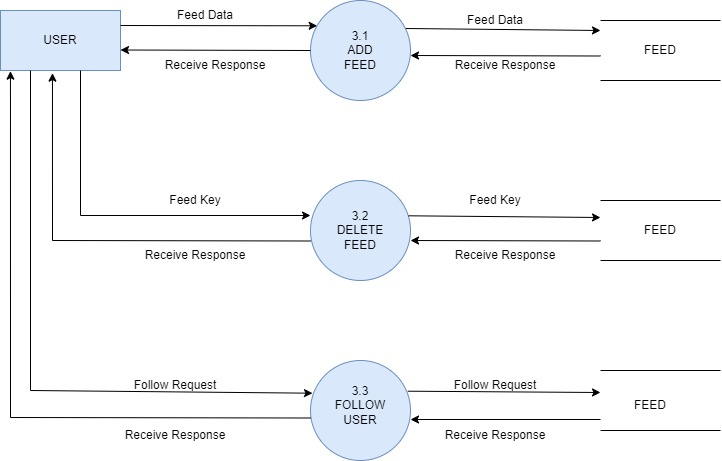 Feed Data
Feed Data
USER
3.1
ADD
FEED
FEED
Receive Response
Receive Response
Feed Key
Feed Key
3.2
DELETE
FEED
FEED
Receive Response
Receive Response
Follow Request
Follow Request
3.3
FOLLOW
USER
FEED
Receive Response
Receive Response